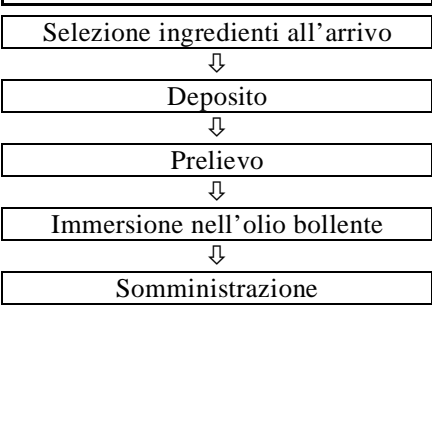 Selezione ingredienti all’arrivo
⇩
Deposito
⇩
Prelievo
⇩
Immersione nell’olio bollente
⇩
Somministrazione